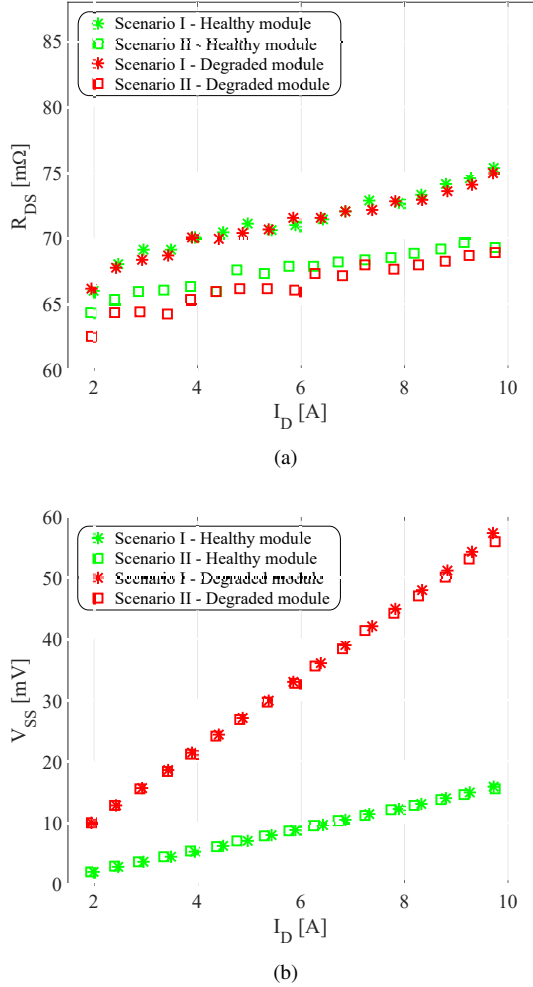 Scenario I - Healthy module
Scenario II - Healthy module
Scenario I - Degraded module
Scenario II - Degraded module
85
80
75
70
65
60
R_DS [mΩ]
2 4 6 8 10
I_D [A]
(a)
60
50
40
30
20
10
0
V_SS [mV]
Scenario I - Healthy module
Scenario II - Healthy module
Scenario I - Degraded module
Scenario II - Degraded module
2 4 6 8 10
I_D [A]
(b)